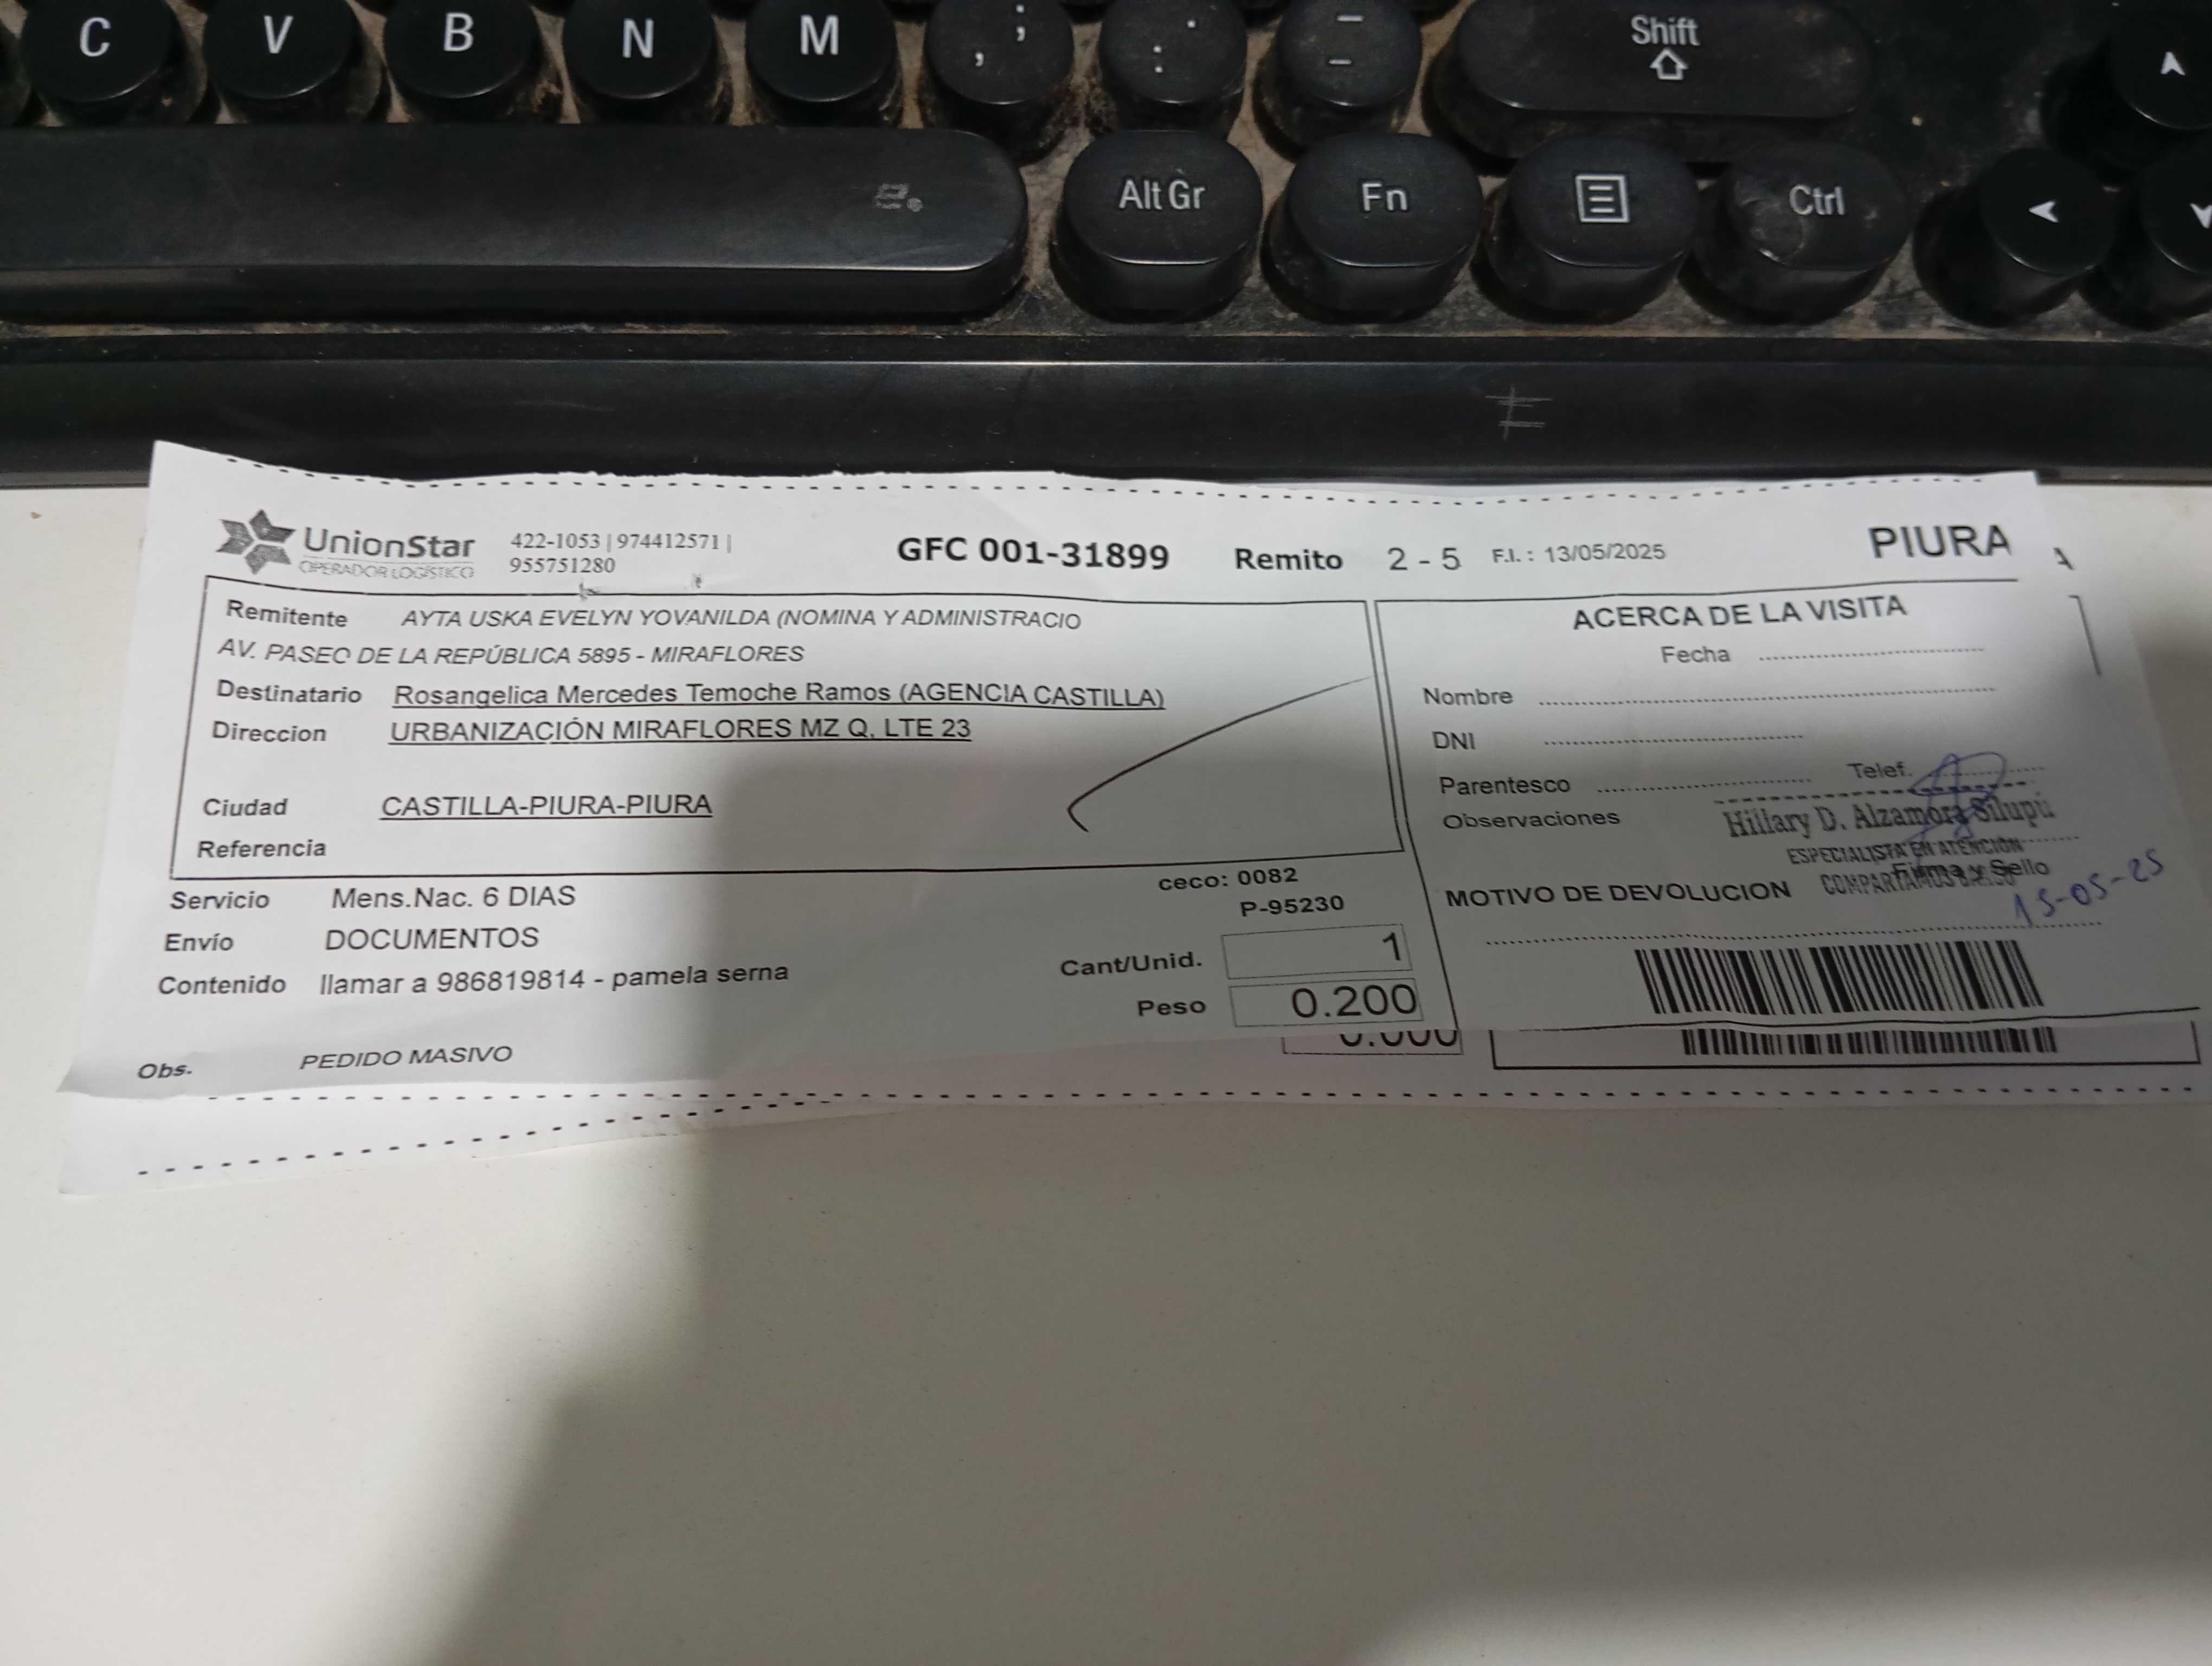 C V B N M ; , : . _ - Shift
Alt Gr Fn Ctrl
UnionStar
OPERADOR LOGÍSTICO
422-1053 | 974412571 |
955751280
GFC 001-31899 Remito 2 - 5 F.I. : 13/05/2025 PIURA
A
Remitente AYTA USKA EVELYN YOVANILDA (NOMINA Y ADMINISTRACIO
AV. PASEO DE LA REPÚBLICA 5895 - MIRAFLORES
Destinatario Rosangelica Mercedes Temoche Ramos (AGENCIA CASTILLA)
Direccion URBANIZACIÓN MIRAFLORES MZ Q, LTE 23
Ciudad CASTILLA-PIURA-PIURA
Referencia
Servicio Mens.Nac. 6 DIAS
Envío DOCUMENTOS
Contenido llamar a 986819814 - pamela serna
Obs. PEDIDO MASIVO
ceco: 0082
P-95230
Cant/Unid. 1
Peso 0.200
0.000
ACERCA DE LA VISITA
Fecha
Nombre
DNI
Parentesco Telef.
Observaciones
Hillary D. Alzamora Silupú
ESPECIALISTA EN ATENCIÓN
Firma y Sello
COMPARTAMOS
MOTIVO DE DEVOLUCION
15-05-25